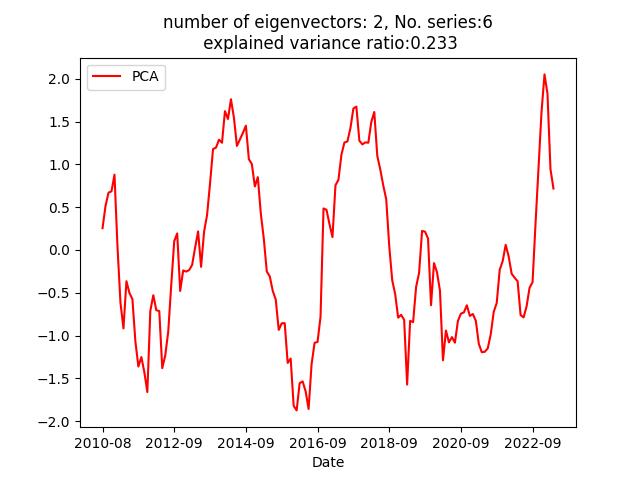 number of eigenvectors: 2, No. series:6
explained variance ratio:0.233
PCA
2.0
1.5
1.0
0.5
0.0
−0.5
−1.0
−1.5
−2.0
2010-08 2012-09 2014-09 2016-09 2018-09 2020-09 2022-09
Date